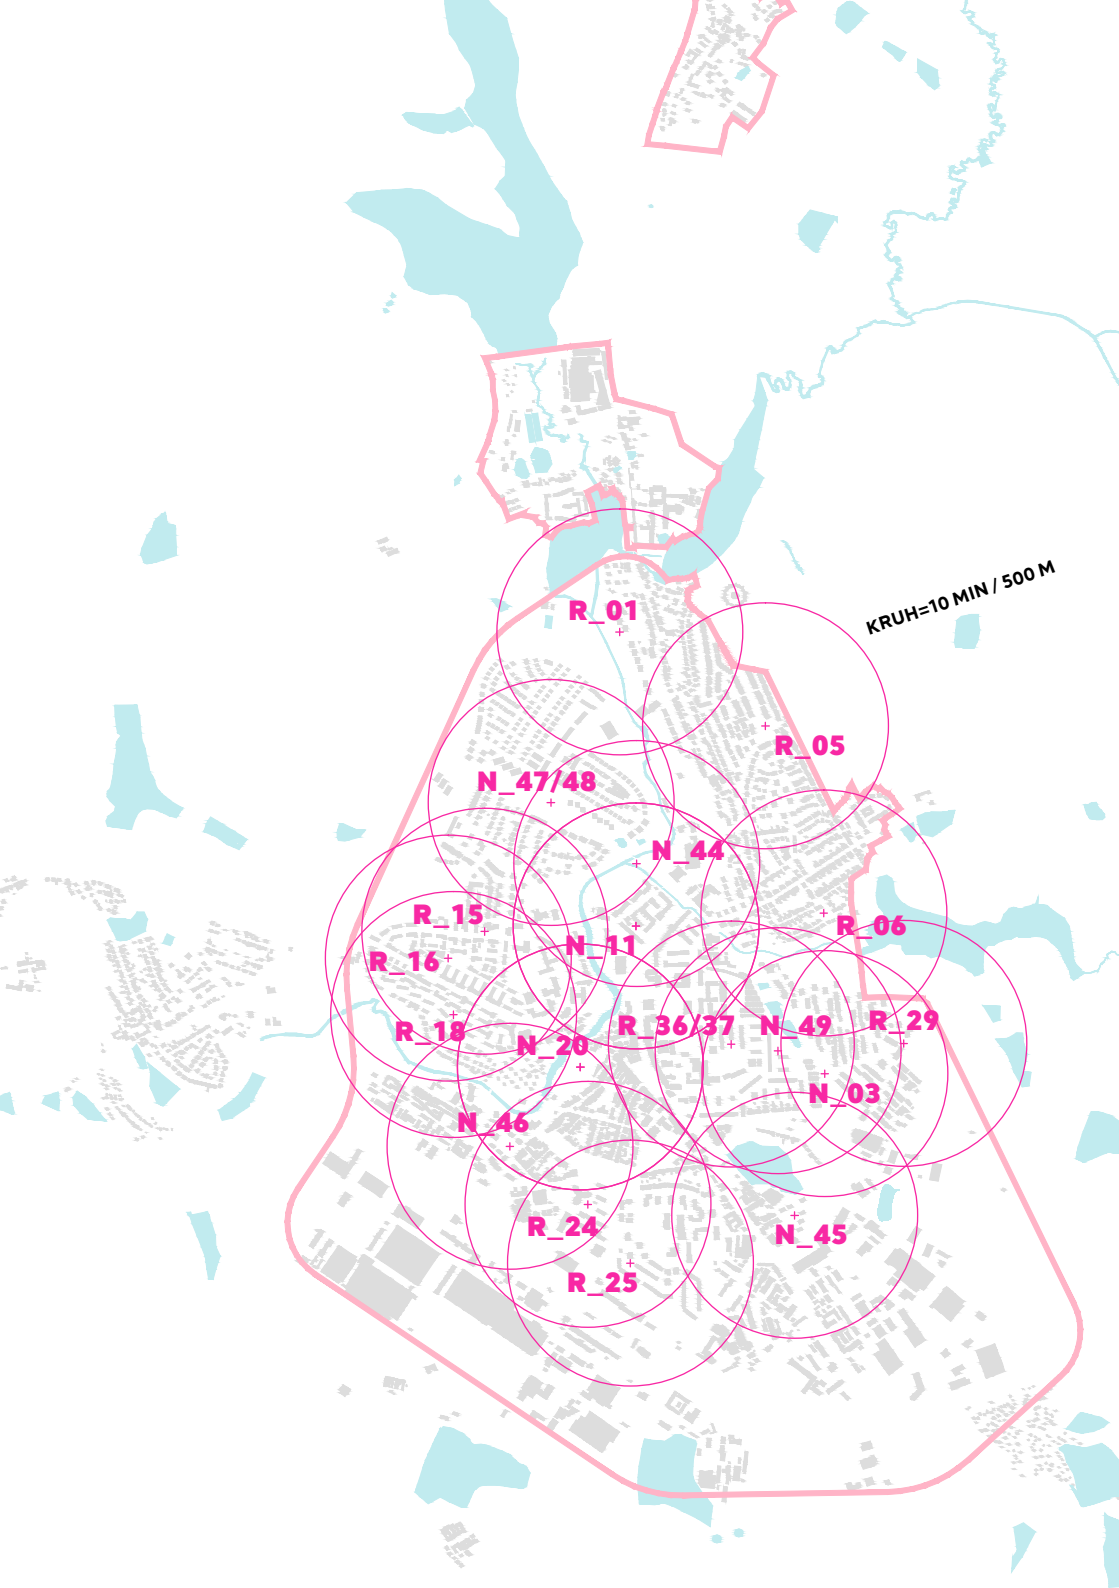 KRUH=10 MIN / 500 M
R_01
R_05
N_47/48
N_44
R_15
R_06
N_11
R_16
R_29
R_36/37
N_49
R_18
N_20
N_03
N_46
R_24
N_45
R_25